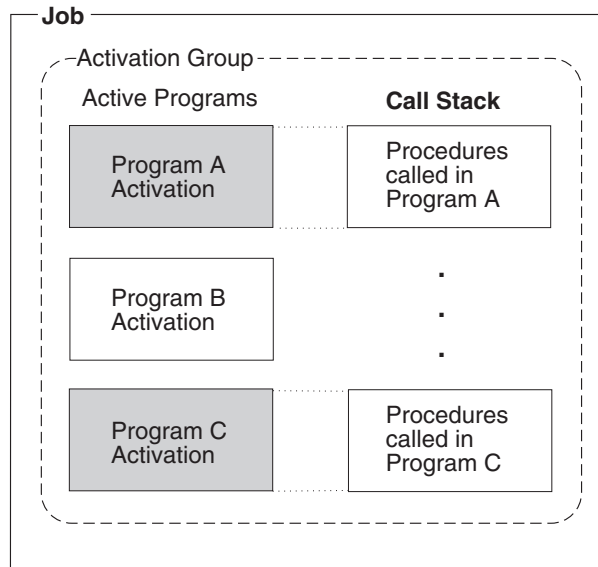 Job
Activation Group
Active Programs
Call Stack
Program A
Activation
Procedures
called in
Program A
Program B
Activation
.
.
.
Program C
Activation
Procedures
called in
Program C